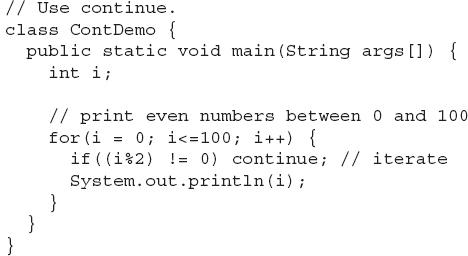 // Use continue.
class ContDemo {
  public static void main(String args[]) {
    int i;

    // print even numbers between 0 and 100
    for(i = 0; i<=100; i++) {
      if((i%2) != 0) continue; // iterate
      System.out.println(i);
    }
  }
}